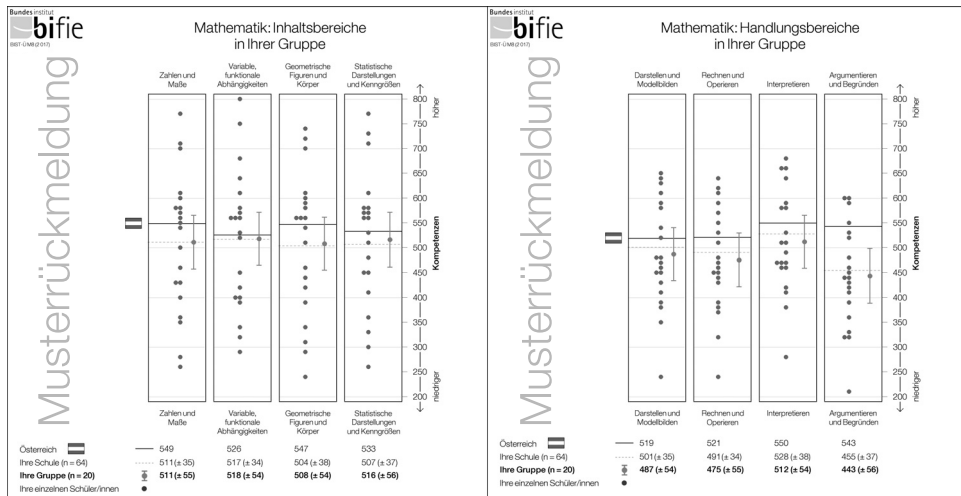 Bundesinstitut
bifie
BIST-Ü M8 (2017)
Musterrückmeldung
Mathematik: Inhaltsbereiche
in Ihrer Gruppe
Zahlen und
Maße
Variable,
funktionale
Abhängigkeiten
Geometrische
Figuren und
Körper
Statistische
Darstellungen
und Kenngrößen
800
750
700
650
600
550
500
450
400
350
300
250
200
höher
Kompetenzen
niedriger
Zahlen und
Maße
Variable,
funktionale
Abhängigkeiten
Geometrische
Figuren und
Körper
Statistische
Darstellungen
und Kenngrößen
Österreich 549 526 547 533
Ihre Schule (n = 64) 511 (± 35) 517 (± 34) 504 (± 38) 507 (± 37)
Ihre Gruppe (n = 20) 511 (± 55) 518 (± 54) 508 (± 54) 516 (± 56)
Ihre einzelnen Schüler/innen
Bundesinstitut
bifie
BIST-Ü M8 (2017)
Musterrückmeldung
Mathematik: Handlungsbereiche
in Ihrer Gruppe
Darstellen und
Modellbilden
Rechnen und
Operieren
Interpretieren
Argumentieren
und Begründen
800
750
700
650
600
550
500
450
400
350
300
250
200
höher
Kompetenzen
niedriger
Darstellen und
Modellbilden
Rechnen und
Operieren
Interpretieren
Argumentieren
und Begründen
Österreich 519 521 550 543
Ihre Schule (n = 64) 501 (± 35) 491 (± 34) 528 (± 38) 455 (± 37)
Ihre Gruppe (n = 20) 487 (± 54) 475 (± 55) 512 (± 54) 443 (± 56)
Ihre einzelnen Schüler/innen